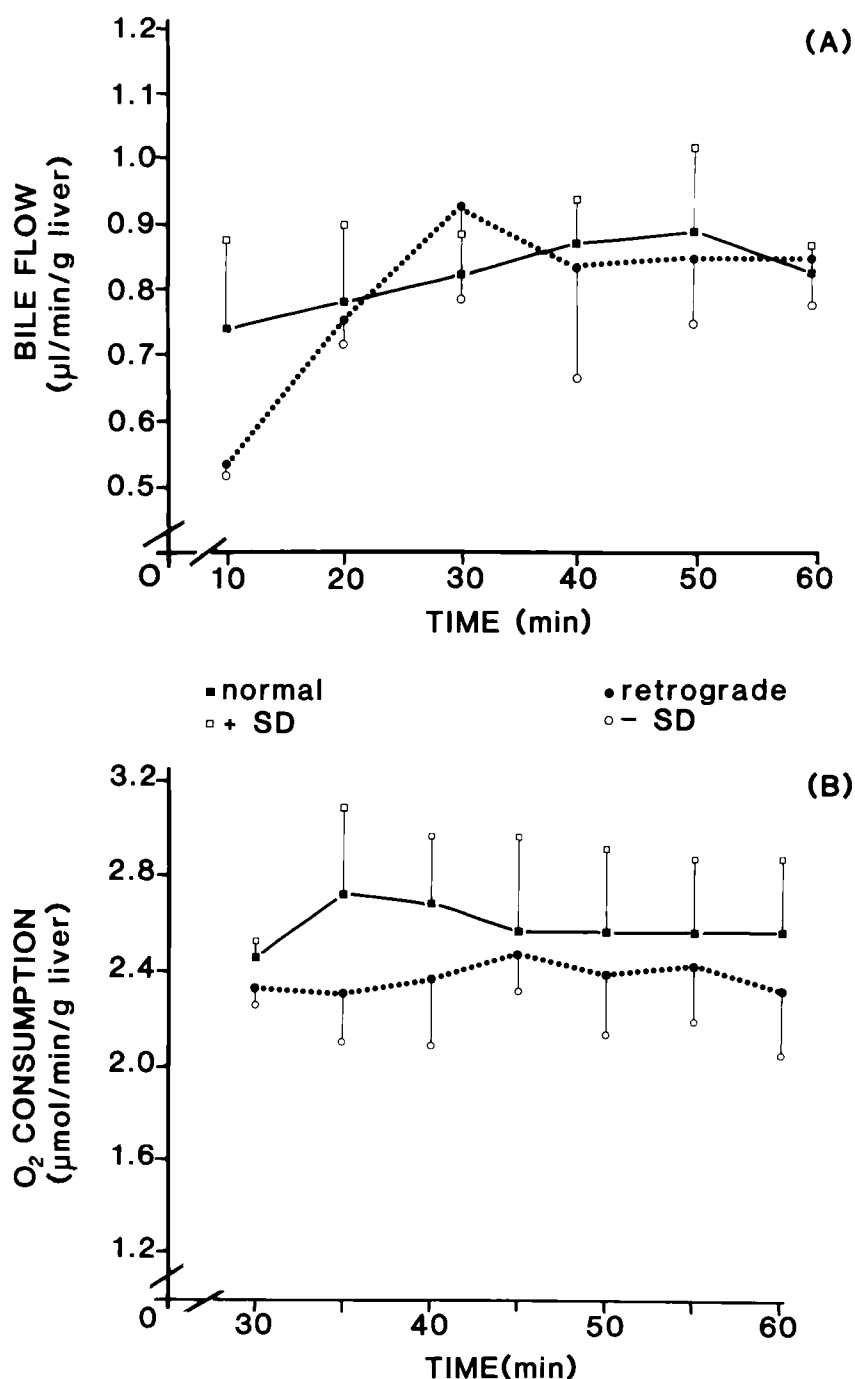 (A)
BILE FLOW
(µl/min/g liver)
1.2
1.1
1.0
0.9
0.8
0.7
0.6
0.5
0
10 20 30 40 50 60
TIME (min)
■ normal ● retrograde
□ + SD ○ − SD
(B)
O₂ CONSUMPTION
(µmol/min/g liver)
3.2
2.8
2.4
2.0
1.6
1.2
0
30 40 50 60
TIME(min)